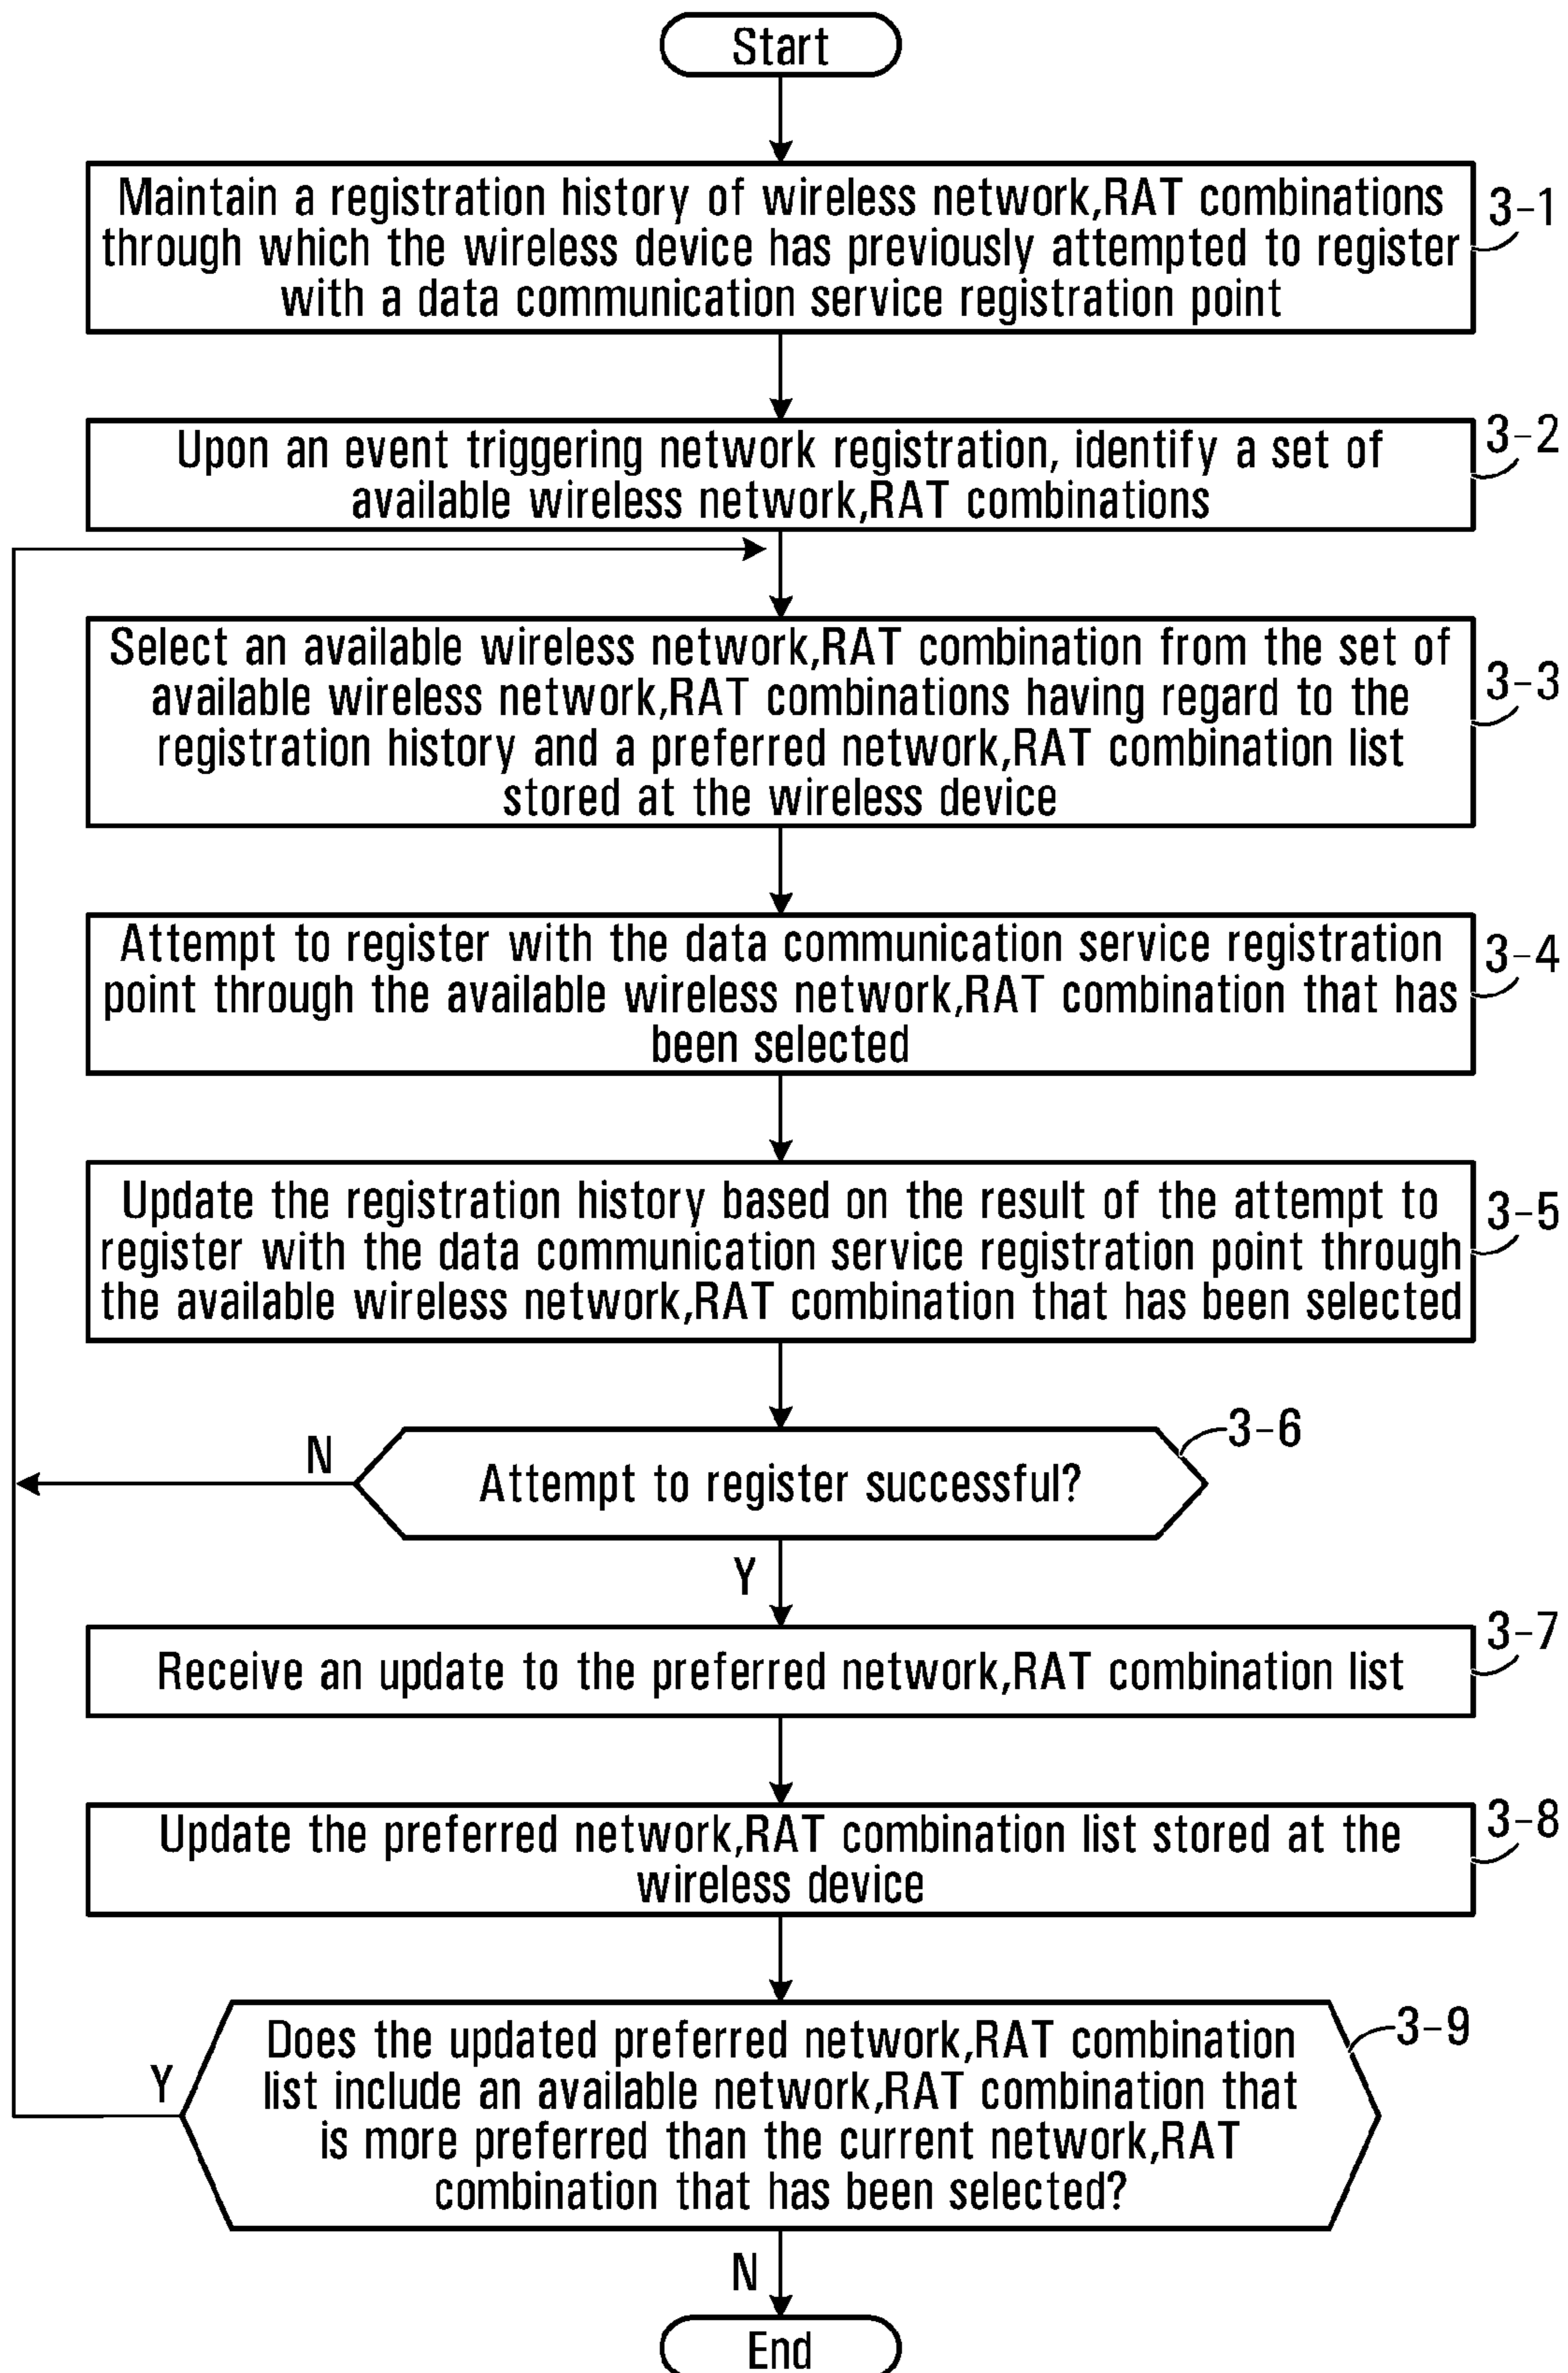 Start
Maintain a registration history of wireless network,RAT combinations
through which the wireless device has previously attempted to register
with a data communication service registration point
3-1
Upon an event triggering network registration, identify a set of
available wireless network,RAT combinations
3-2
Select an available wireless network,RAT combination from the set of
available wireless network,RAT combinations having regard to the
registration history and a preferred network,RAT combination list
stored at the wireless device
3-3
Attempt to register with the data communication service registration
point through the available wireless network,RAT combination that has
been selected
3-4
Update the registration history based on the result of the attempt to
register with the data communication service registration point through
the available wireless network,RAT combination that has been selected
3-5
Attempt to register successful?
3-6
N
Y
Receive an update to the preferred network,RAT combination list
3-7
Update the preferred network,RAT combination list stored at the
wireless device
3-8
Does the updated preferred network,RAT combination
list include an available network,RAT combination that
is more preferred than the current network,RAT
combination that has been selected?
3-9
Y
N
End